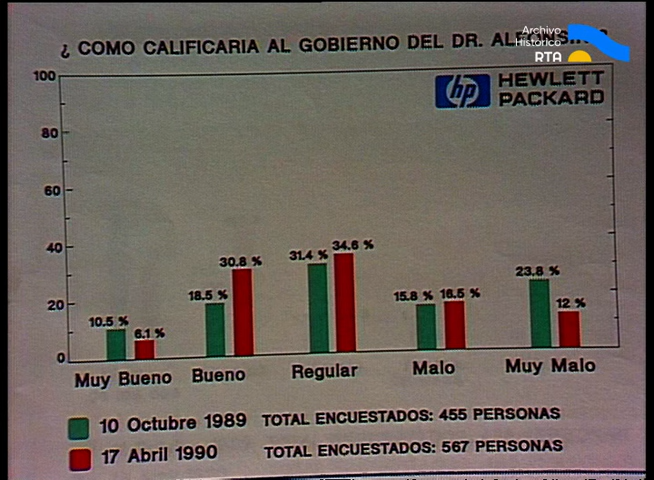 ¿ COMO CALIFICARIA AL GOBIERNO DEL DR.
Archivo
Histórico
RTA
hp HEWLETT
PACKARD
100
80
60
40
20
0
10.5 %
6.1 %
18.5 %
30.8 %
31.4 %
34.6 %
15.8 %
16.5 %
23.8 %
12 %
Muy Bueno Bueno Regular Malo Muy Malo
10 Octubre 1989 TOTAL ENCUESTADOS: 455 PERSONAS
17 Abril 1990 TOTAL ENCUESTADOS: 567 PERSONAS